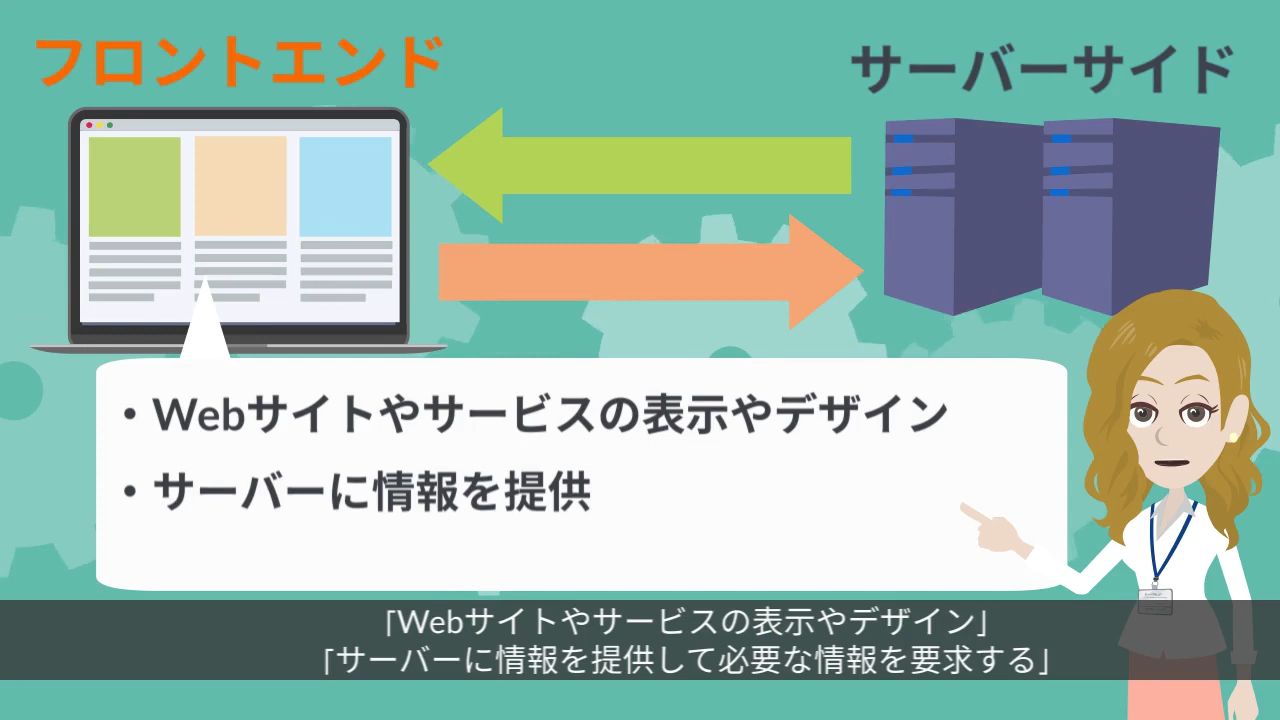 フロントエンド
サーバーサイド
・Webサイトやサービスの表示やデザイン
・サーバーに情報を提供
「Webサイトやサービスの表示やデザイン」
「サーバーに情報を提供して必要な情報を要求する」